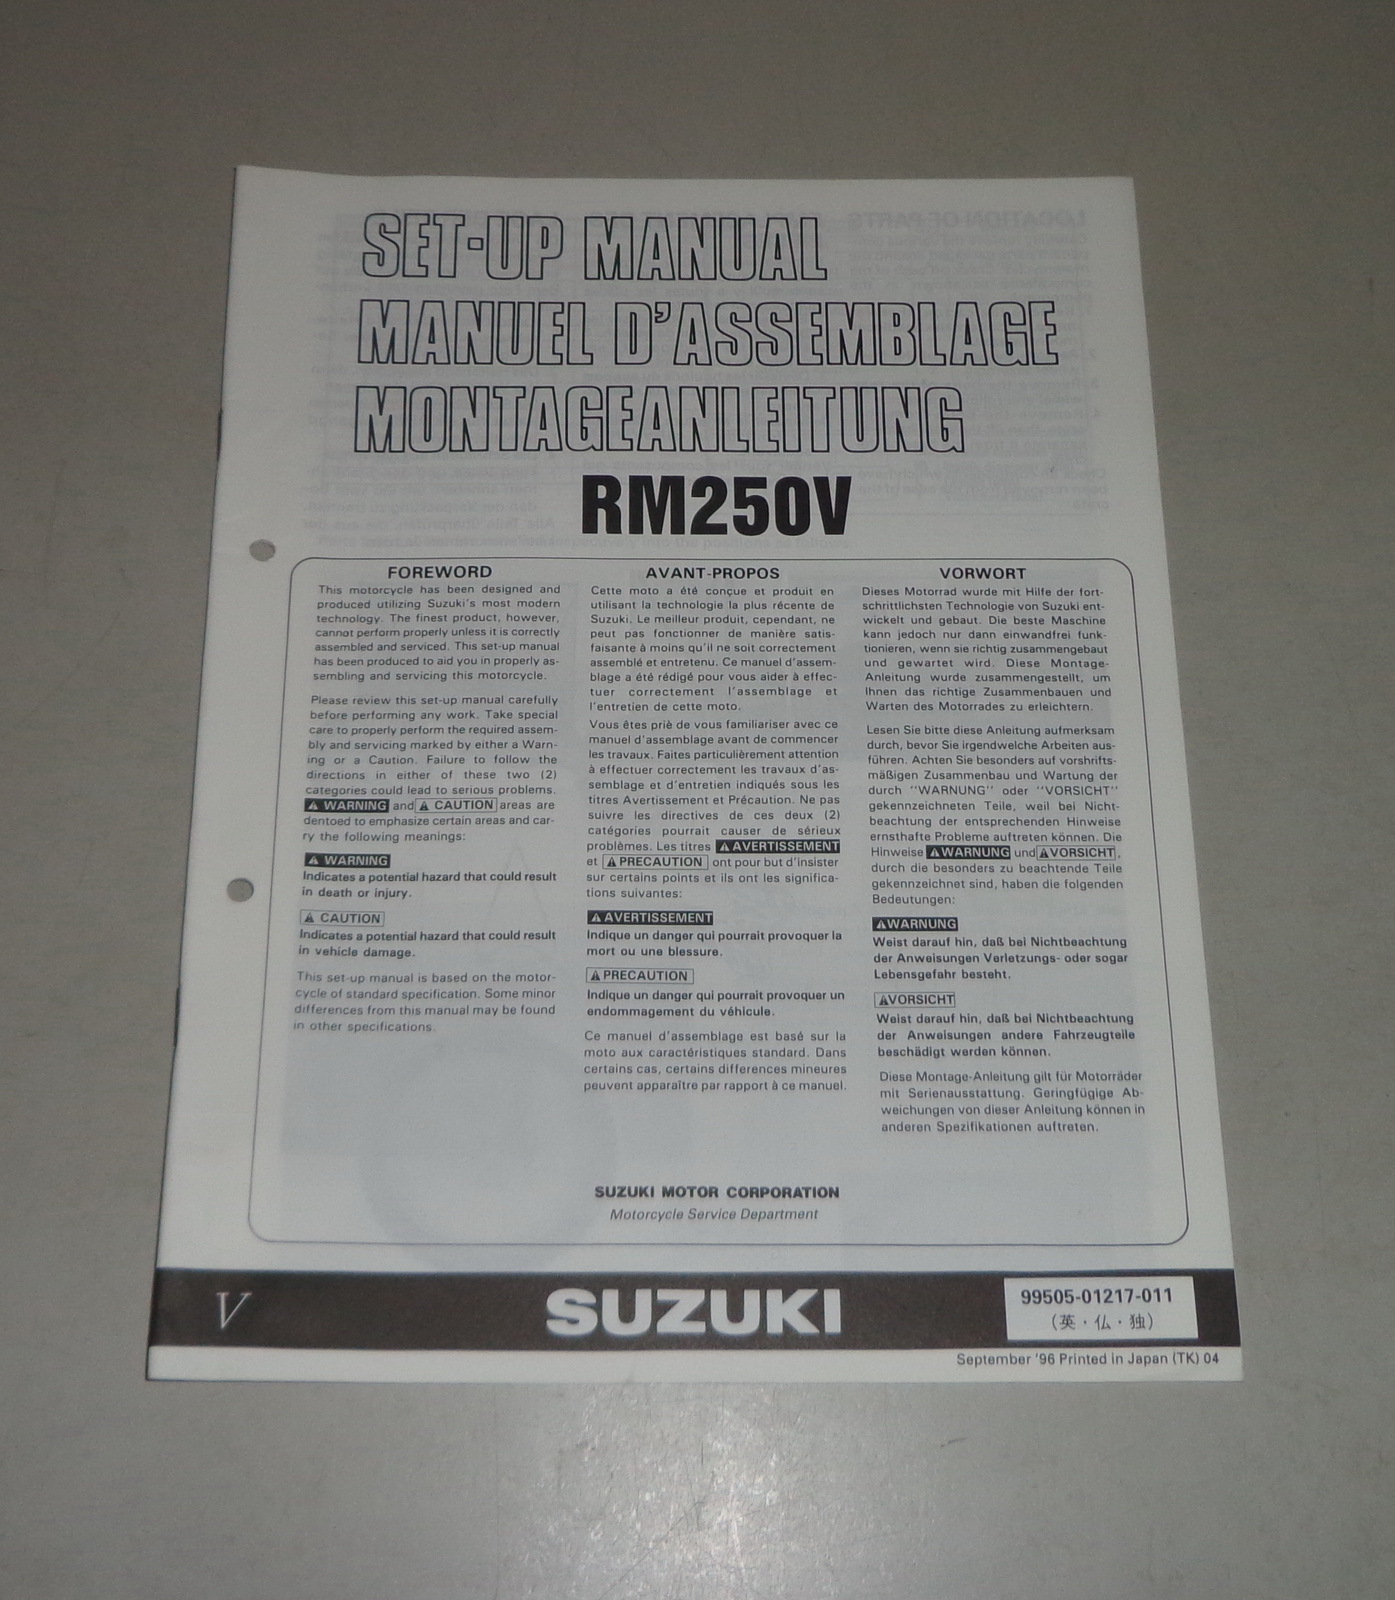 SET-UP MANUAL
MANUEL D'ASSEMBLAGE
MONTAGEANLEITUNG
RM250V
FOREWORD
This motorcycle has been designed and
produced utilizing Suzuki's most modern
technology. The finest product, however,
cannot perform properly unless it is correctly
assembled and serviced. This set-up manual
has been produced to aid you in properly as-
sembling and servicing this motorcycle.
Please review this set-up manual carefully
before performing any work. Take special
care to properly perform the required assem-
bly and servicing marked by either a Warn-
ing or a Caution. Failure to follow the
directions in either of these two (2)
categories could lead to serious problems.
⚠ WARNING and ⚠ CAUTION areas are
dentoed to emphasize certain areas and car-
ry the following meanings:
⚠ WARNING
Indicates a potential hazard that could result
in death or injury.
⚠ CAUTION
Indicates a potential hazard that could result
in vehicle damage.
This set-up manual is based on the motor-
cycle of standard specification. Some minor
differences from this manual may be found
in other specifications.
AVANT-PROPOS
Cette moto a été conçue et produit en
utilisant la technologie la plus récente de
Suzuki. Le meilleur produit, cependant, ne
peut pas fonctionner de manière satis-
faisante à moins qu'il ne soit correctement
assemblé et entretenu. Ce manuel d'assem-
blage a été rédigé pour vous aider à effec-
tuer correctement l'assemblage et
l'entretien de cette moto.
Vous êtes priè de vous familiariser avec ce
manuel d'assemblage avant de commencer
les travaux. Faites particulièrement attention
à effectuer correctement les travaux d'as-
semblage et d'entretien indiqués sous les
titres Avertissement et Précaution. Ne pas
suivre les directives de ces deux (2)
catégories pourrait causer de sérieux
problèmes. Les titres ⚠ AVERTISSEMENT
et ⚠ PRECAUTION ont pour but d'insister
sur certains points et ils ont les significa-
tions suivantes:
⚠ AVERTISSEMENT
Indique un danger qui pourrait provoquer la
mort ou une blessure.
⚠ PRECAUTION
Indique un danger qui pourrait provoquer un
endommagement du véhicule.
Ce manuel d'assemblage est basé sur la
moto aux caractéristiques standard. Dans
certains cas, certains differences mineures
peuvent apparaître par rapport à ce manuel.
VORWORT
Dieses Motorrad wurde mit Hilfe der fort-
schrittlichsten Technologie von Suzuki ent-
wickelt und gebaut. Die beste Maschine
kann jedoch nur dann einwandfrei funk-
tionieren, wenn sie richtig zusammengebaut
und gewartet wird. Diese Montage-
Anleitung wurde zusammengestellt, um
Ihnen das richtige Zusammenbauen und
Warten des Motorrades zu erleichtern.
Lesen Sie bitte diese Anleitung aufmerksam
durch, bevor Sie irgendwelche Arbeiten aus-
führen. Achten Sie besonders auf vorshrifts-
mäßigen Zusammenbau und Wartung der
durch "WARNUNG" oder "VORSICHT"
gekennzeichneten Teile, weil bei Nicht-
beachtung der entsprechenden Hinweise
ernsthafte Probleme auftreten können. Die
Hinweise ⚠WARNUNG und ⚠VORSICHT,
durch die besonders zu beachtende Teile
gekennzeichnet sind, haben die folgenden
Bedeutungen:
⚠WARNUNG
Weist darauf hin, daß bei Nichtbeachtung
der Anweisungen Verletzungs- oder sogar
Lebensgefahr besteht.
⚠VORSICHT
Weist darauf hin, daß bei Nichtbeachtung
der Anweisungen andere Fahrzeugteile
beschädigt werden können.
Diese Montage-Anleitung gilt für Motorräder
mit Serienausstattung. Geringfügige Ab-
weichungen von dieser Anleitung können in
anderen Spezifikationen auftreten.
SUZUKI MOTOR CORPORATION
Motorcycle Service Department
V
SUZUKI
99505-01217-011
(英・仏・独)
September '96 Printed in Japan (TK) 04